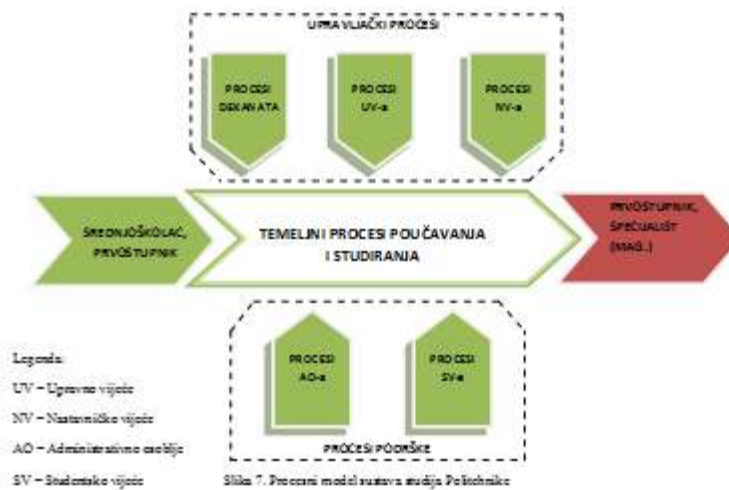 UPRAVLJAČKI PROCESI
PROCESI
DEKANATA
PROCESI
UV-a
PROCESI
NV-a
SREDNJOŠKOLAC,
PRVOSTUPNIK
TEMELJNI PROCESI POUČAVANJA
I STUDIRANJA
PRVOSTUPNIK,
SPECIJALIST
(MAG.)
PROCESI
AO-a
PROCESI
SV-a
PROCESI PODRŠKE
Legenda:
UV – Upravno vijeće
NV – Nastavničko vijeće
AO – Administrativno osoblje
SV – Studentsko vijeće
Slika 7. Procesni model sustava studija Politehnike